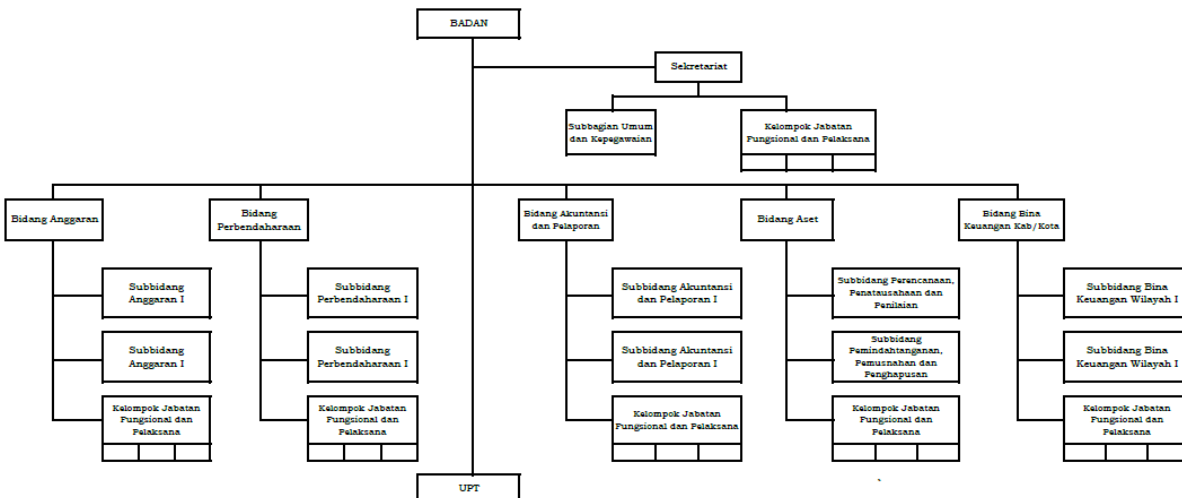 BADAN
Sekretariat
Subbagian Umum
dan Kepegawaian
Kelompok Jabatan
Fungsional dan Pelaksana
Bidang Anggaran
Bidang
Perbendaharaan
Bidang Akuntansi
dan Pelaporan
Bidang Aset
Bidang Bina
Keuangan Kab/Kota
Subbidang
Anggaran I
Subbidang
Perbendaharaan I
Subbidang Akuntansi
dan Pelaporan I
Subbidang Perencanaan,
Penatausahaan dan
Penilaian
Subbidang Bina
Keuangan Wilayah I
Subbidang
Anggaran I
Subbidang
Perbendaharaan I
Subbidang Akuntansi
dan Pelaporan I
Subbidang
Pemindahtanganan,
Pemusnahan dan
Penghapusan
Subbidang Bina
Keuangan Wilayah I
Kelompok Jabatan
Fungsional dan
Pelaksana
Kelompok Jabatan
Fungsional dan
Pelaksana
Kelompok Jabatan
Fungsional dan Pelaksana
Kelompok Jabatan
Fungsional dan
Pelaksana
Kelompok Jabatan
Fungsional dan
Pelaksana
UPT